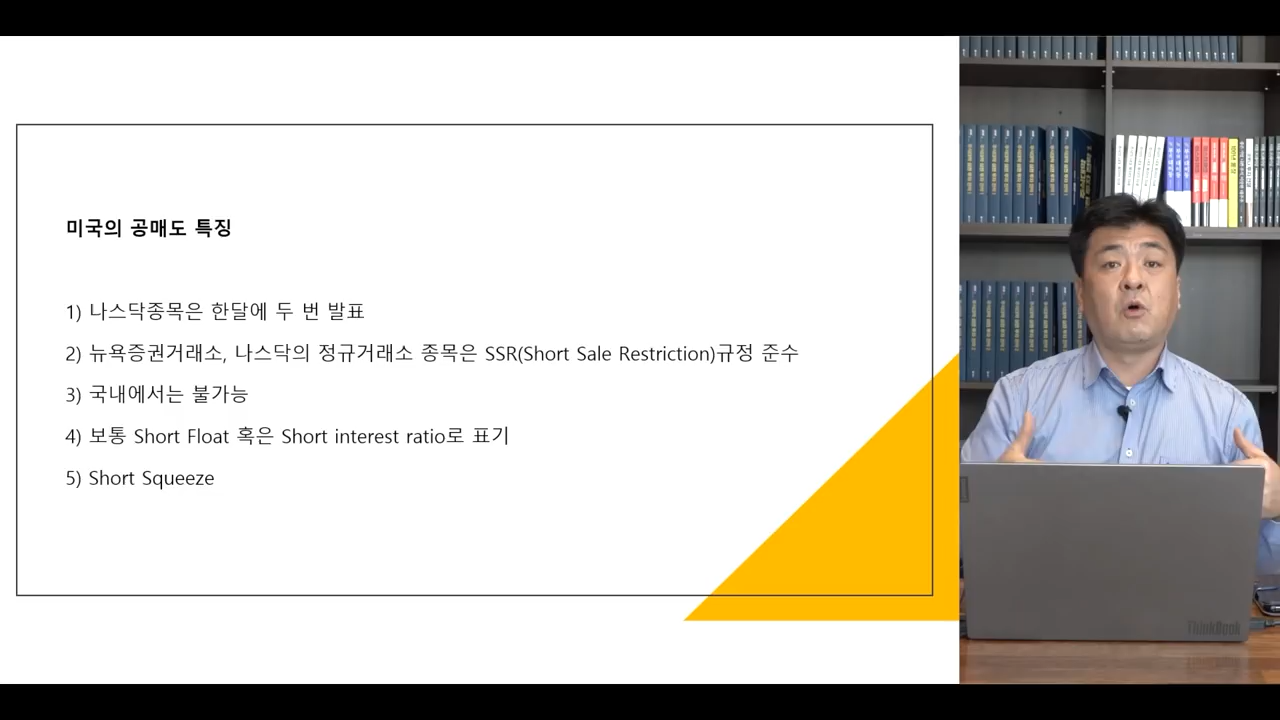 미국의 공매도 특징
1) 나스닥종목은 한달에 두 번 발표
2) 뉴욕증권거래소, 나스닥의 정규거래소 종목은 SSR(Short Sale Restriction)규정 준수
3) 국내에서는 불가능
4) 보통 Short Float 혹은 Short interest ratio로 표기
5) Short Squeeze
ThinkBook